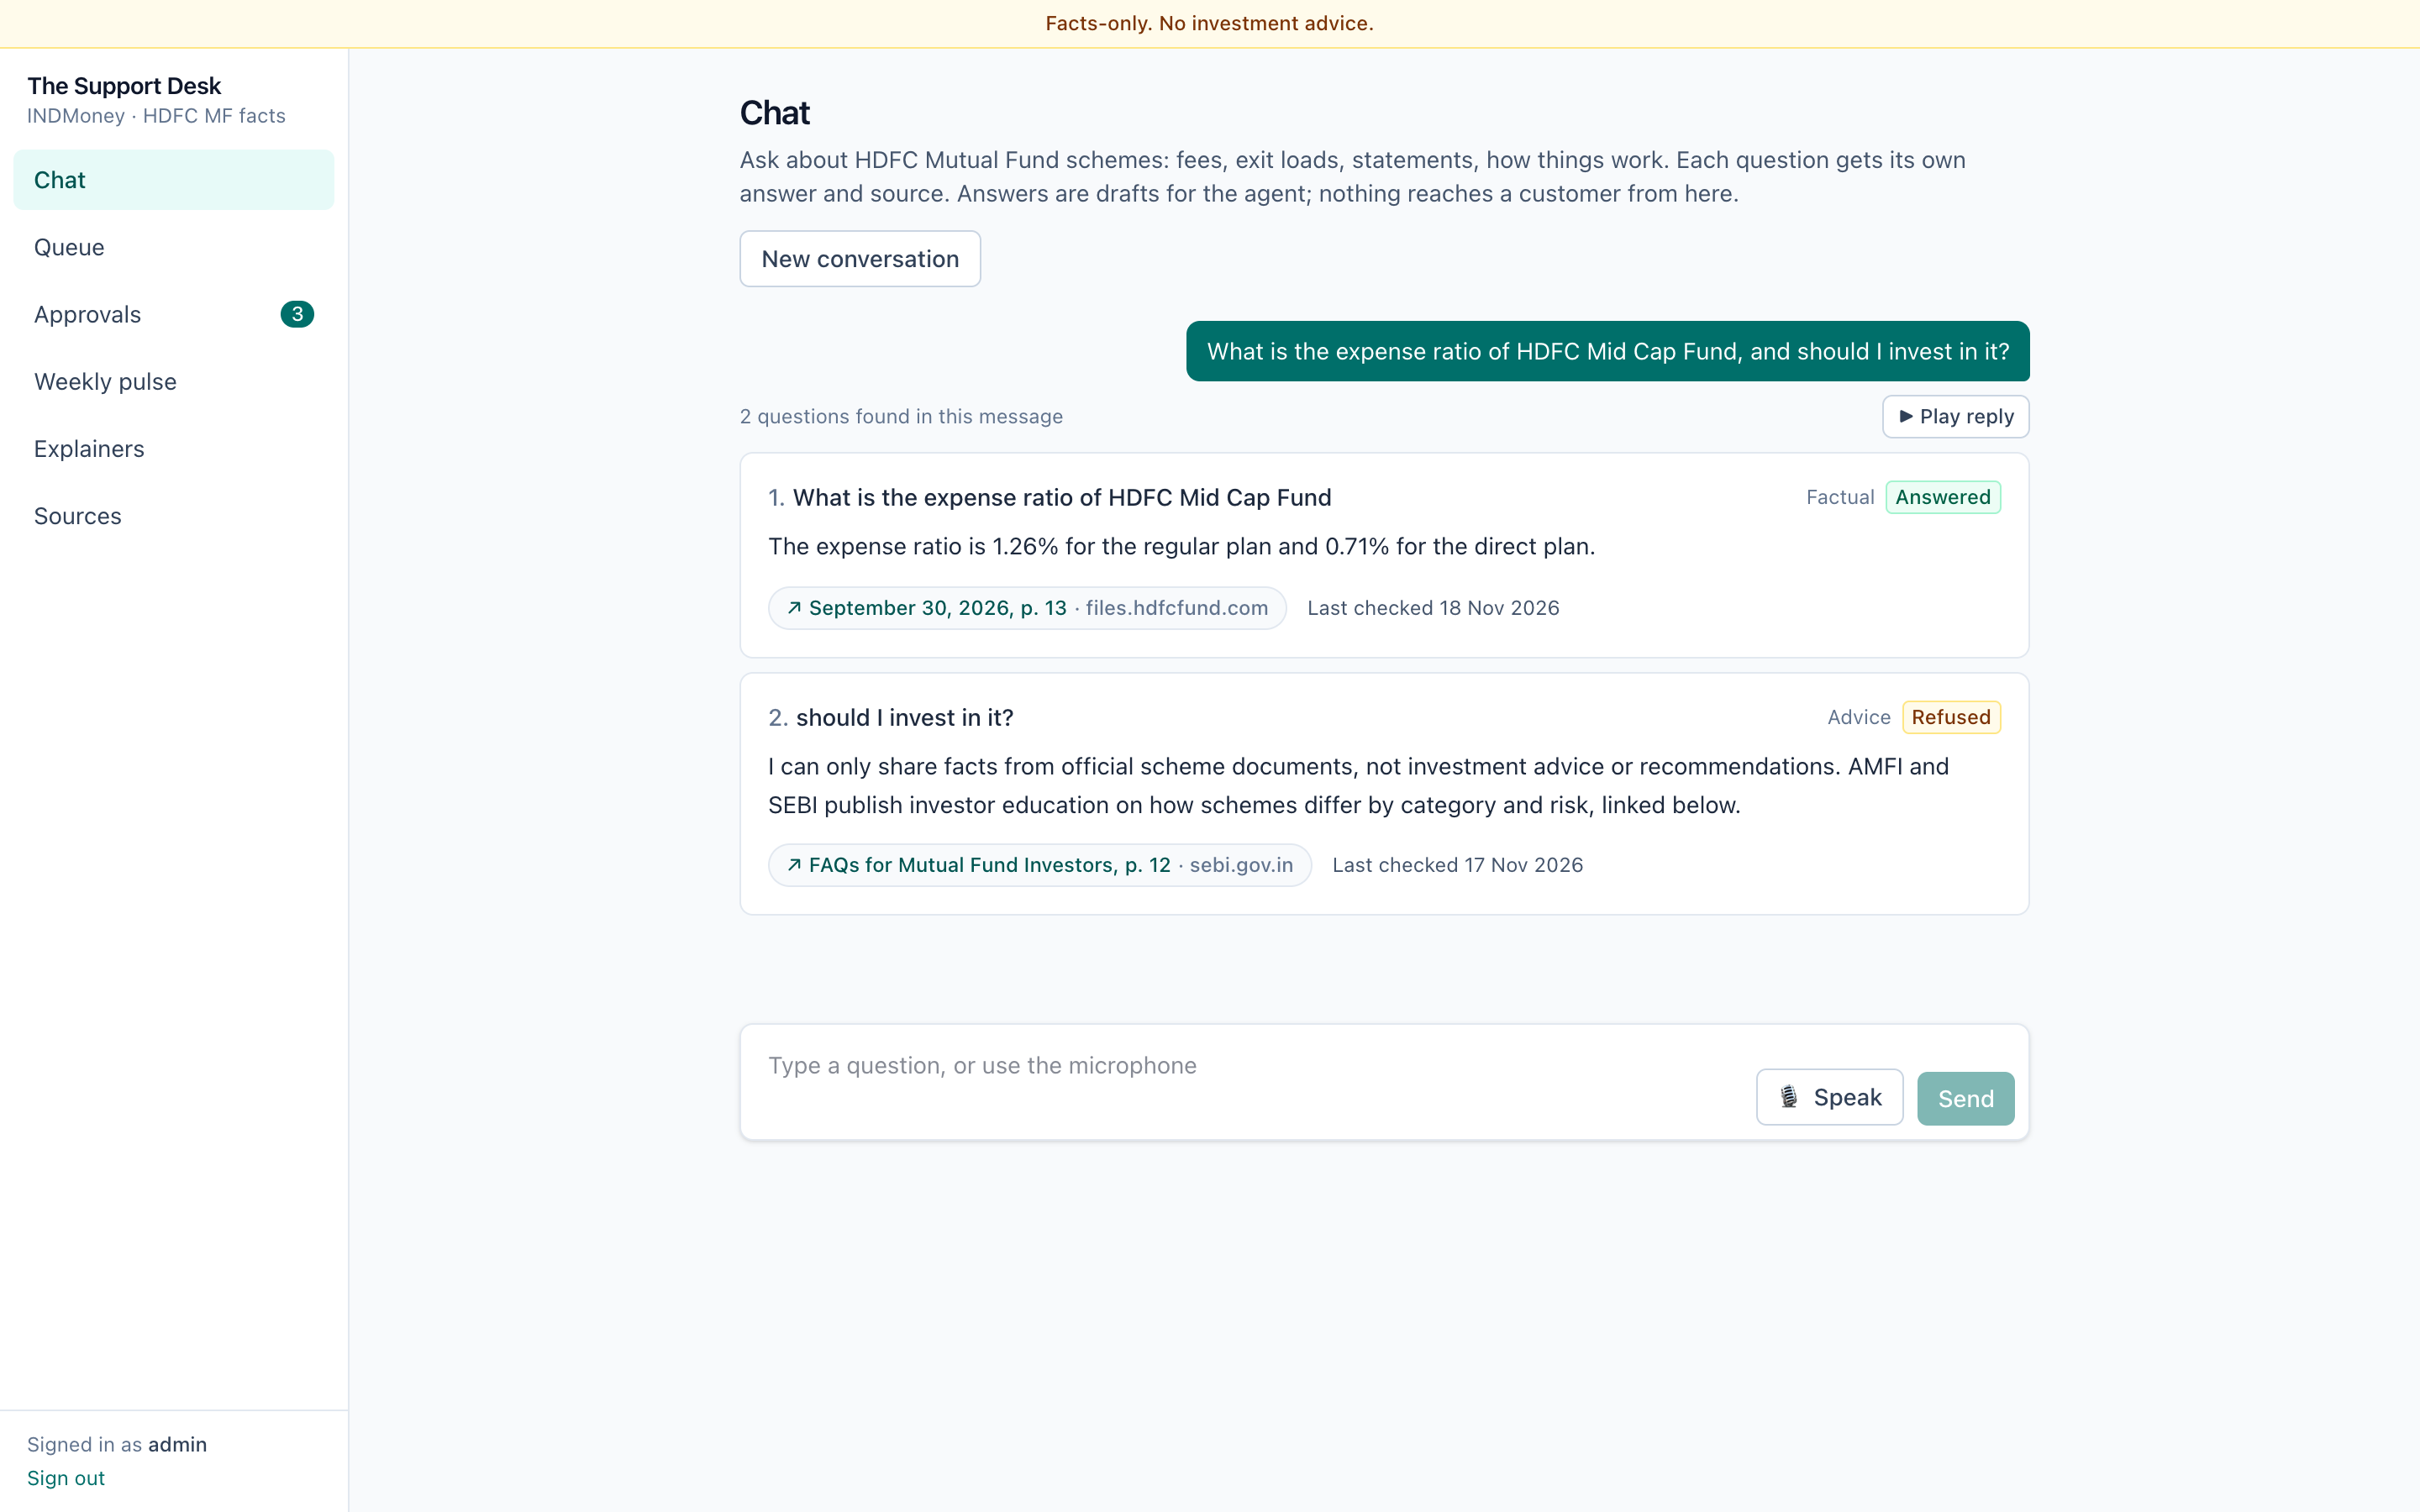 Facts-only. No investment advice.
The Support Desk
INDMoney · HDFC MF facts
Chat
Queue
Approvals 3
Weekly pulse
Explainers
Sources
Signed in as admin
Sign out
Chat
Ask about HDFC Mutual Fund schemes: fees, exit loads, statements, how things work. Each question gets its own
answer and source. Answers are drafts for the agent; nothing reaches a customer from here.
New conversation
What is the expense ratio of HDFC Mid Cap Fund, and should I invest in it?
2 questions found in this message
Play reply
1. What is the expense ratio of HDFC Mid Cap Fund
Factual Answered
The expense ratio is 1.26% for the regular plan and 0.71% for the direct plan.
↗ September 30, 2026, p. 13 · files.hdfcfund.com Last checked 18 Nov 2026
2. should I invest in it?
Advice Refused
I can only share facts from official scheme documents, not investment advice or recommendations. AMFI and
SEBI publish investor education on how schemes differ by category and risk, linked below.
↗ FAQs for Mutual Fund Investors, p. 12 · sebi.gov.in Last checked 17 Nov 2026
Type a question, or use the microphone
Speak
Send